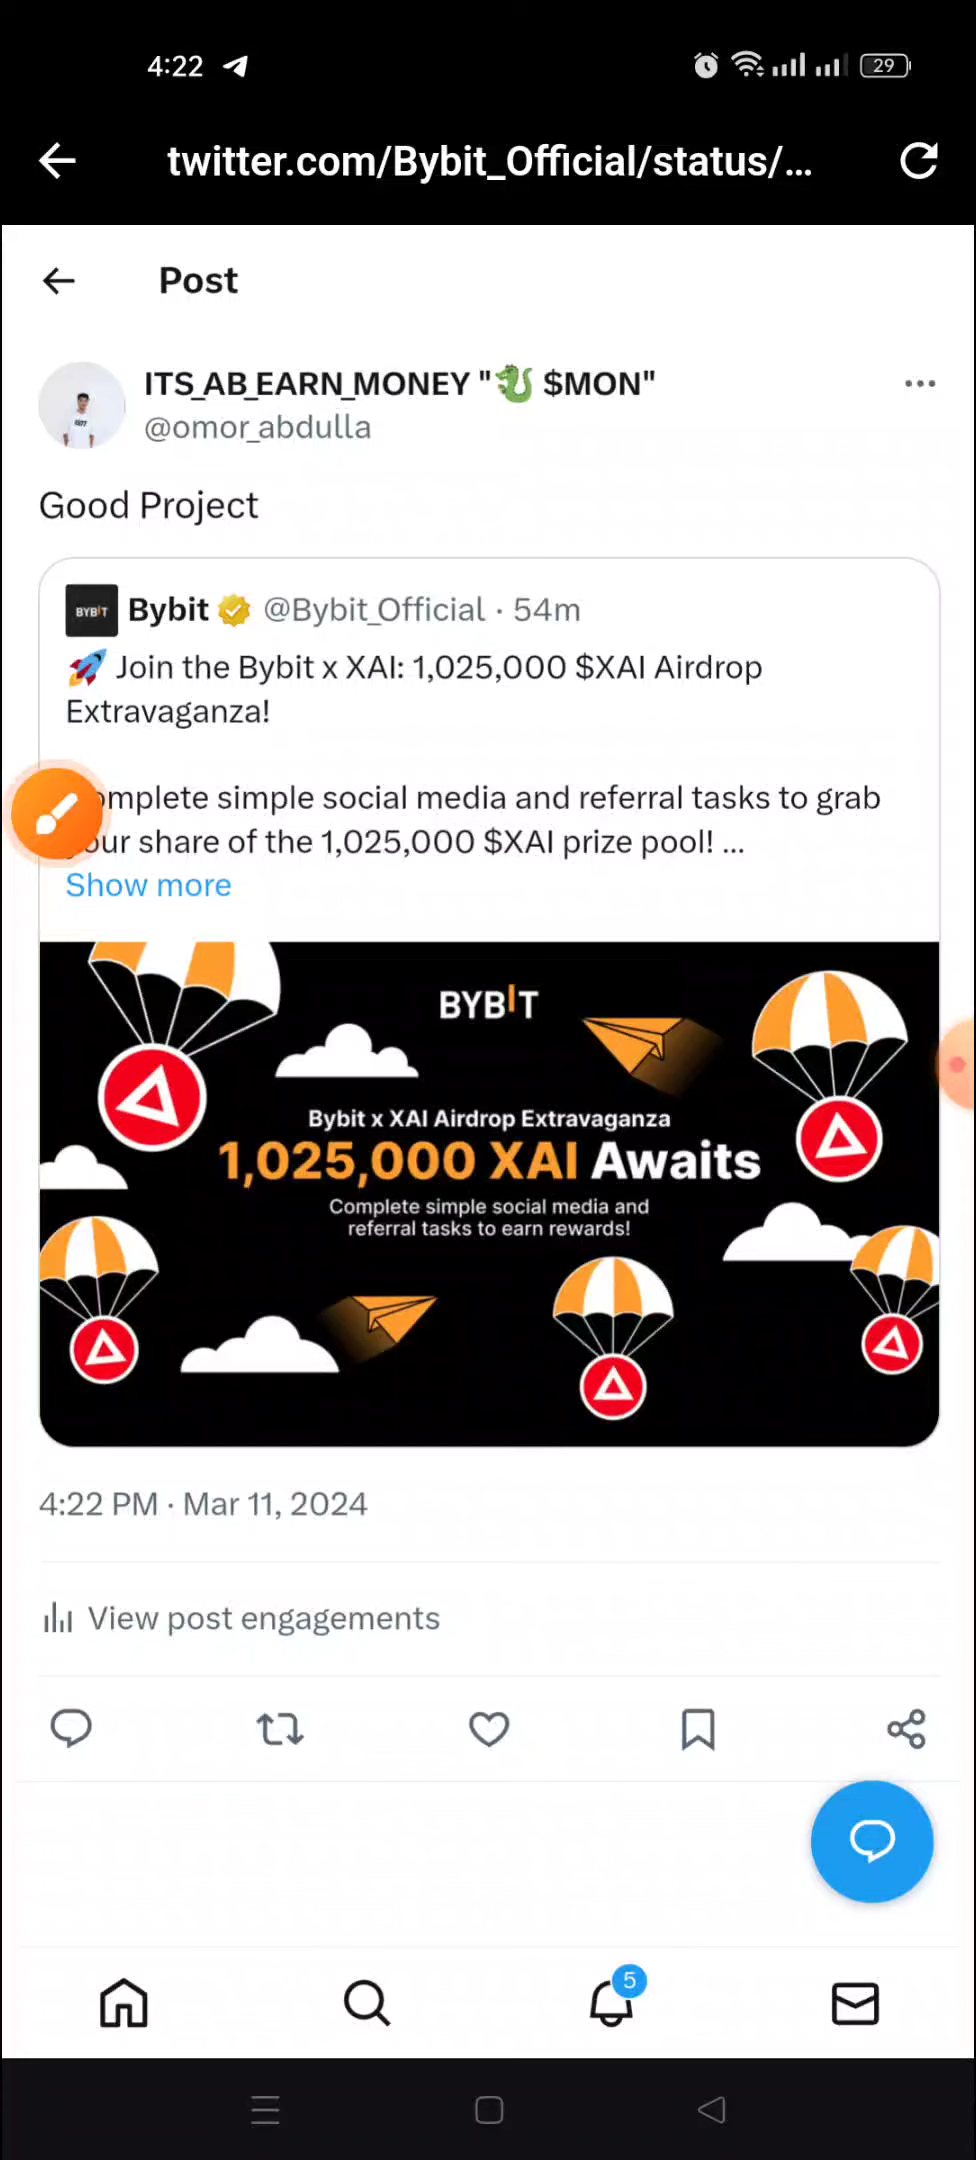 4:22
29
twitter.com/Bybit_Official/status/...
Post
ITS_AB_EARN_MONEY "🐉 $MON"
@omor_abdulla
Good Project
BYBIT Bybit @Bybit_Official · 54m
🚀 Join the Bybit x XAI: 1,025,000 $XAI Airdrop
Extravaganza!
omplete simple social media and referral tasks to grab
our share of the 1,025,000 $XAI prize pool! ...
Show more
BYBIT
Bybit x XAI Airdrop Extravaganza
1,025,000 XAI Awaits
Complete simple social media and
referral tasks to earn rewards!
4:22 PM · Mar 11, 2024
View post engagements
5